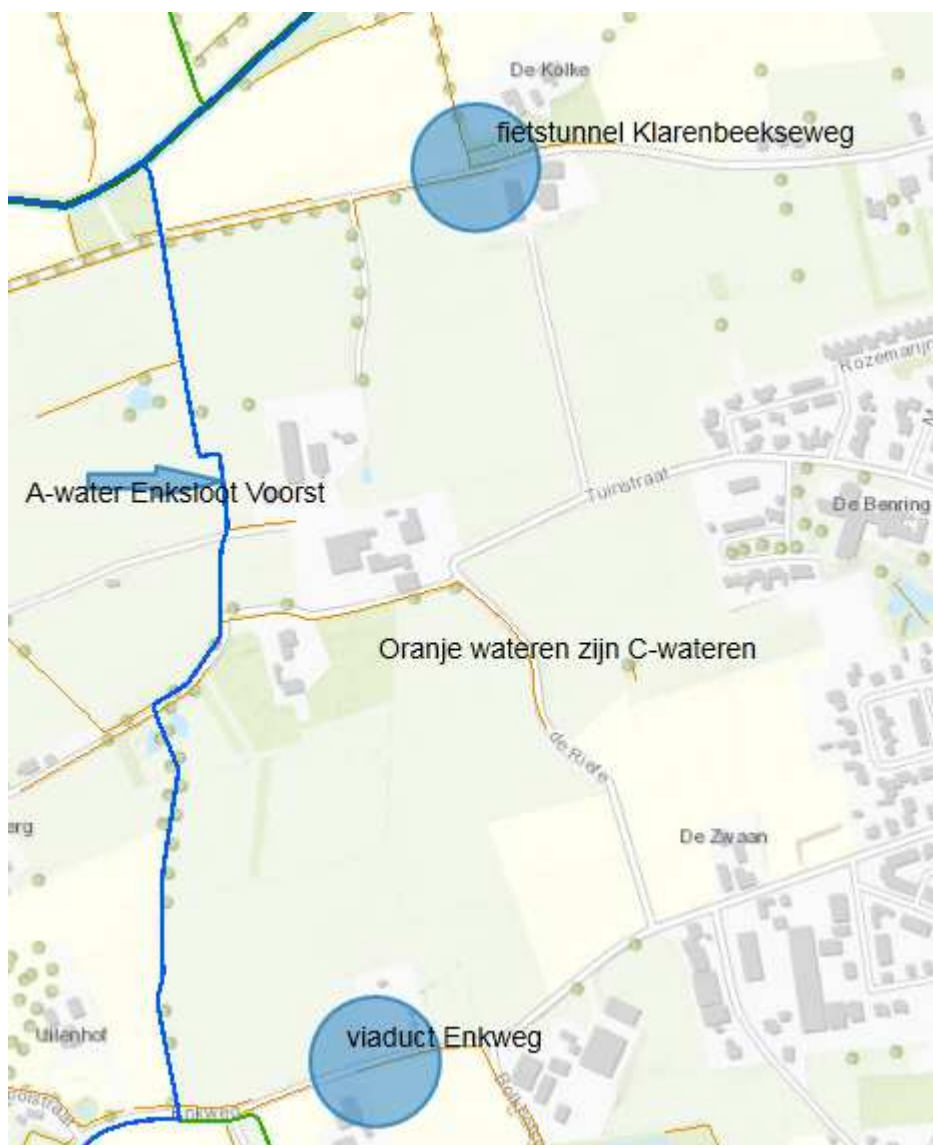 De Kolke
fietstunnel Klarenbeekseweg
Rozemarijn
A-water Enksloot Voorst
Tuinstraat
De Benring
Oranje wateren zijn C-wateren
de Riete
erg
De Zwaan
Uilenhof
viaduct Enkweg
Enkweg